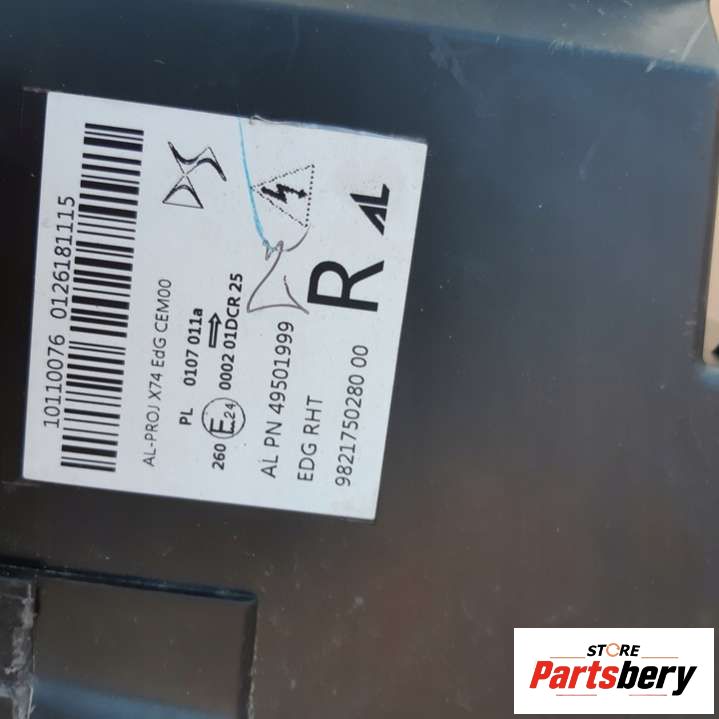 10110076 0126181115
AL-PROJ X74 EdG CEM00
PL 0107 011a
260 E24 0002 01DCR 25
AL PN 49501999
EDG RHT
9821750280 00
R AL
DS
STORE
Partsbery